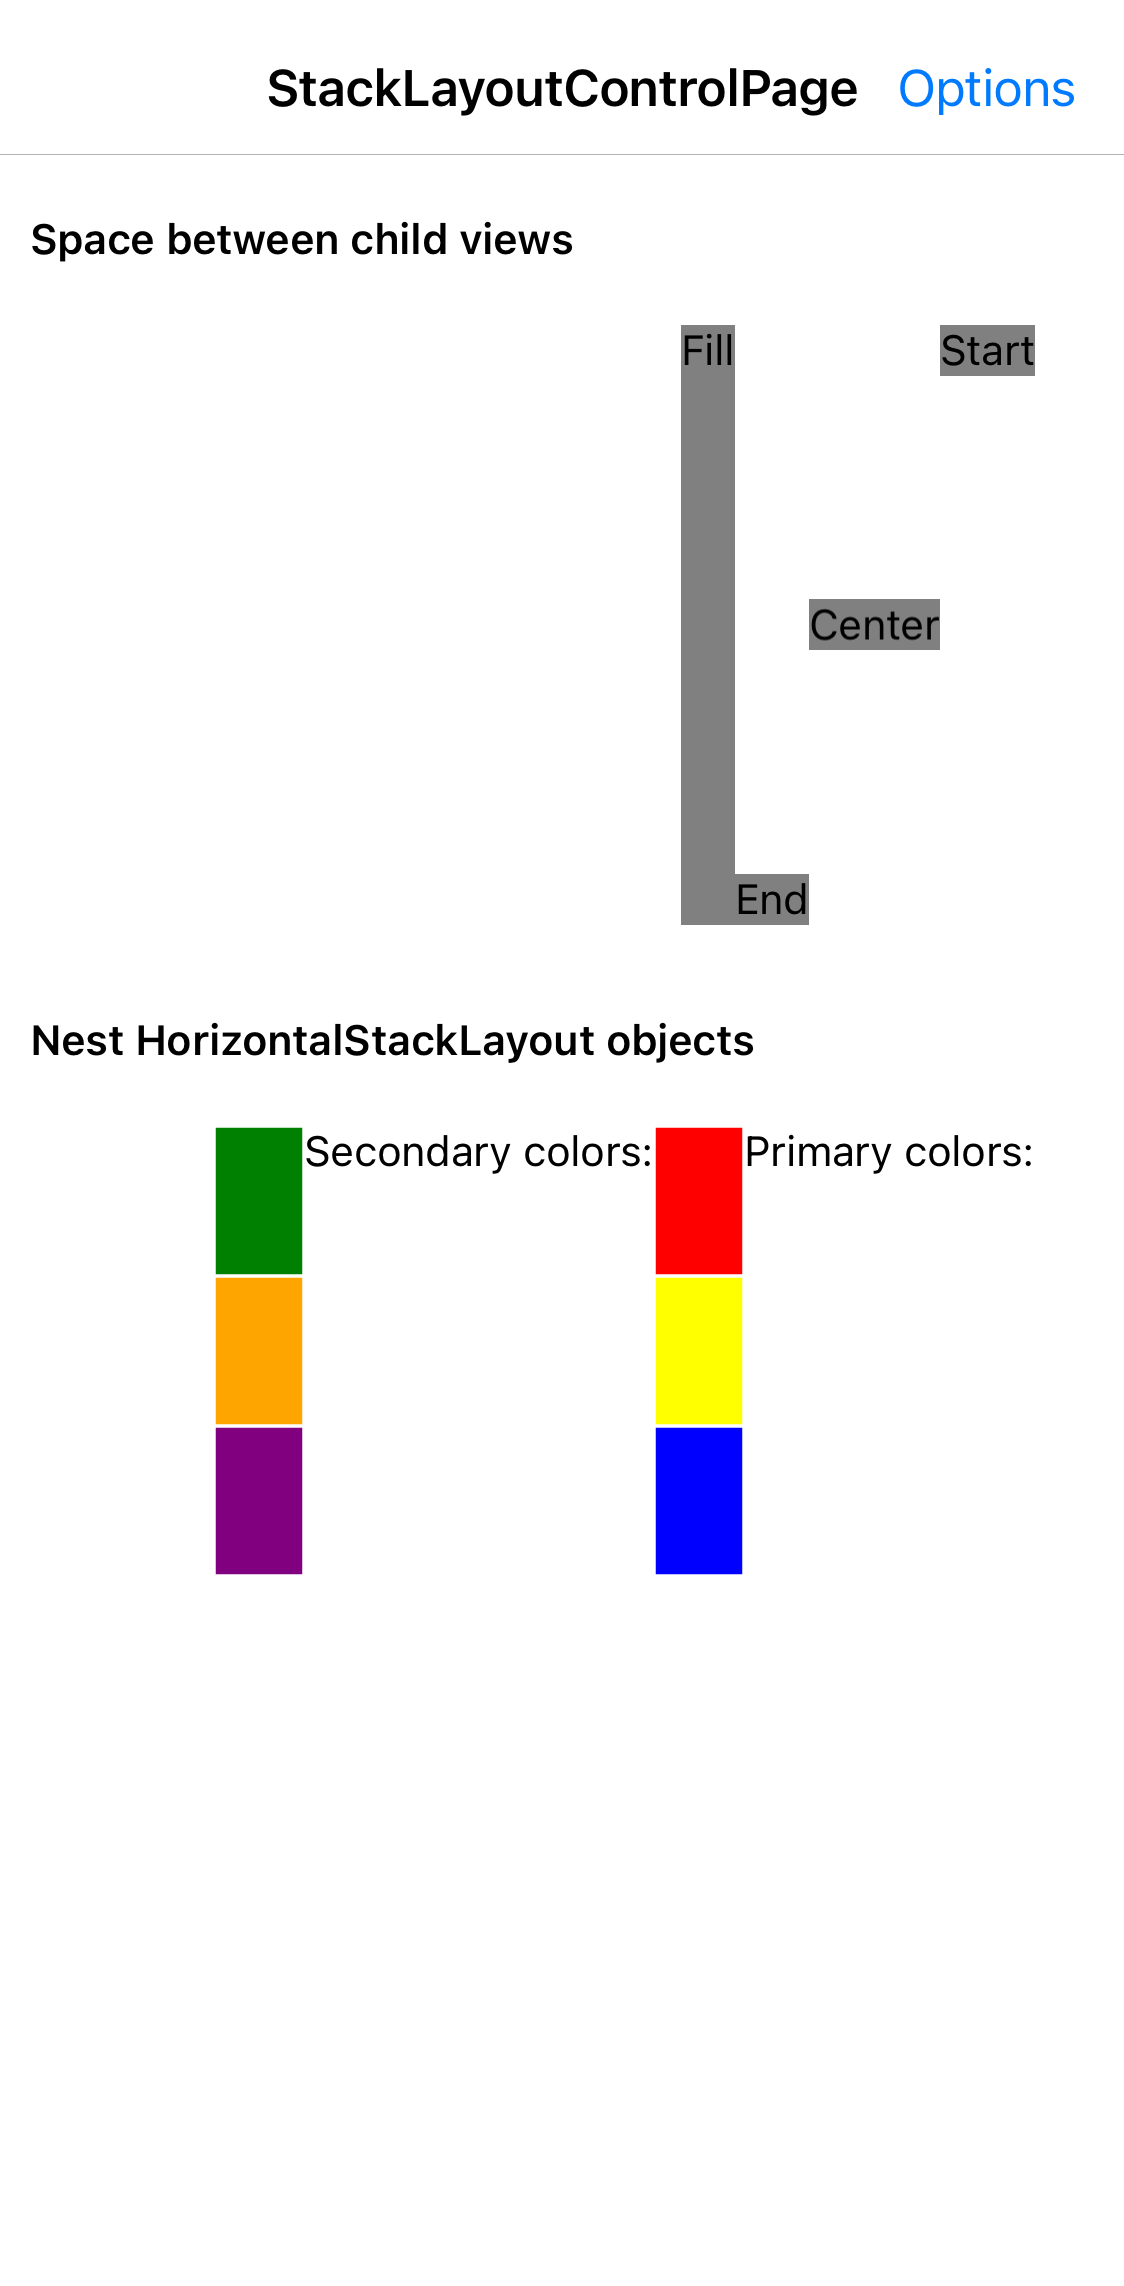 StackLayoutControlPage
Options
Space between child views
Fill
Start
Center
End
Nest HorizontalStackLayout objects
Secondary colors:
Primary colors: